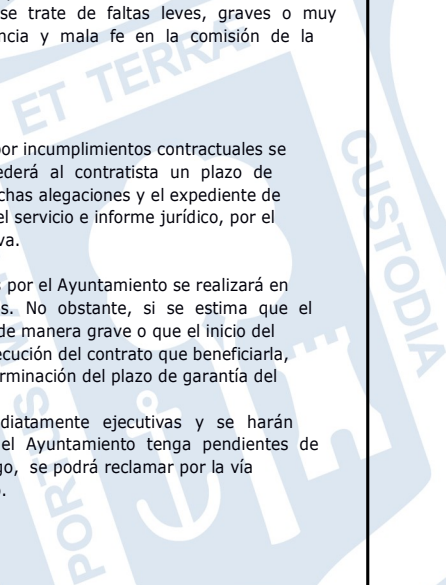 se trate de faltas leves, graves o muy
ncia y mala fe en la comisión de la
por incumplimientos contractuales se
ederá al contratista un plazo de
chas alegaciones y el expediente de
el servicio e informe jurídico, por el
va.
s por el Ayuntamiento se realizará en
s. No obstante, si se estima que el
de manera grave o que el inicio del
ecución del contrato que beneficiarla,
rminación del plazo de garantía del
diatamente ejecutivas y se harán
el Ayuntamiento tenga pendientes de
go, se podrá reclamar por la vía
o.
ET TERRA
CUSTODIA
PORTUS